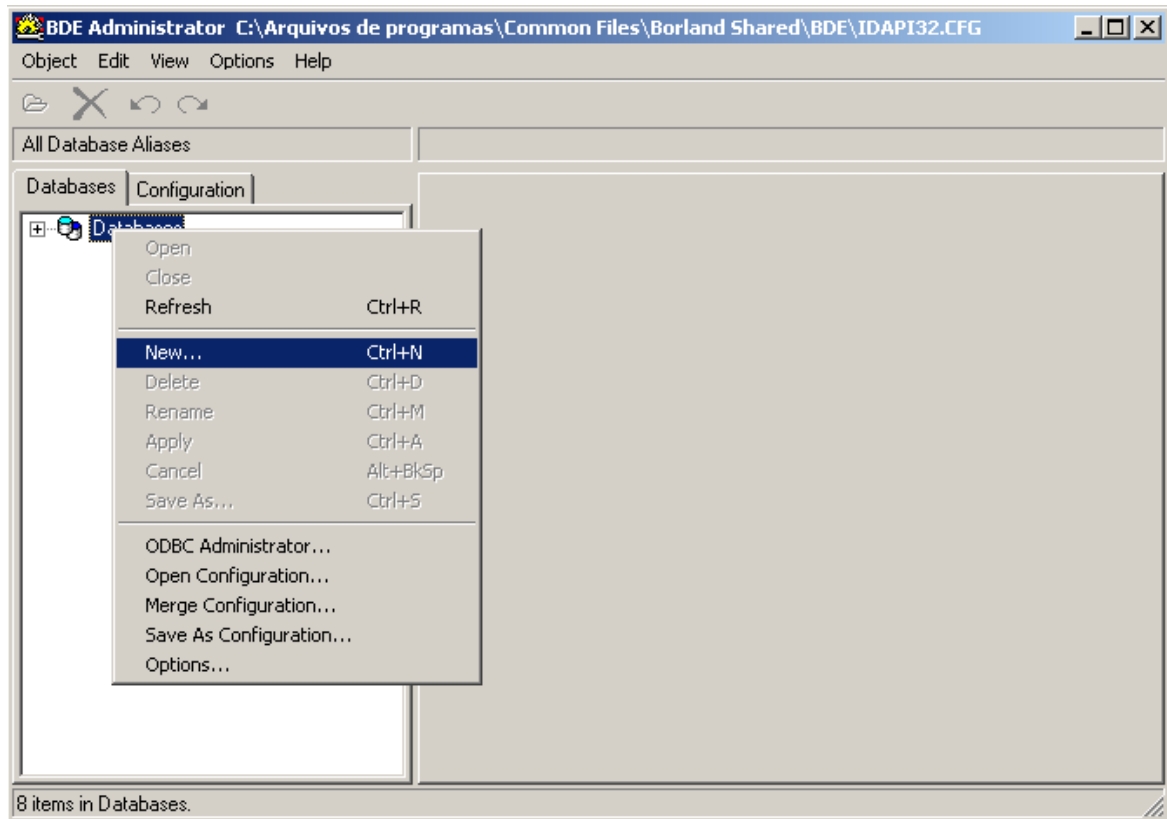 BDE Administrator C:\Arquivos de programas\Common Files\Borland Shared\BDE\IDAPI32.CFG
Object Edit View Options Help
All Database Aliases
Databases Configuration
Databases
Open
Close
Refresh Ctrl+R
New... Ctrl+N
Delete Ctrl+D
Rename Ctrl+M
Apply Ctrl+A
Cancel Alt+BkSp
Save As... Ctrl+S
ODBC Administrator...
Open Configuration...
Merge Configuration...
Save As Configuration...
Options...
8 items in Databases.